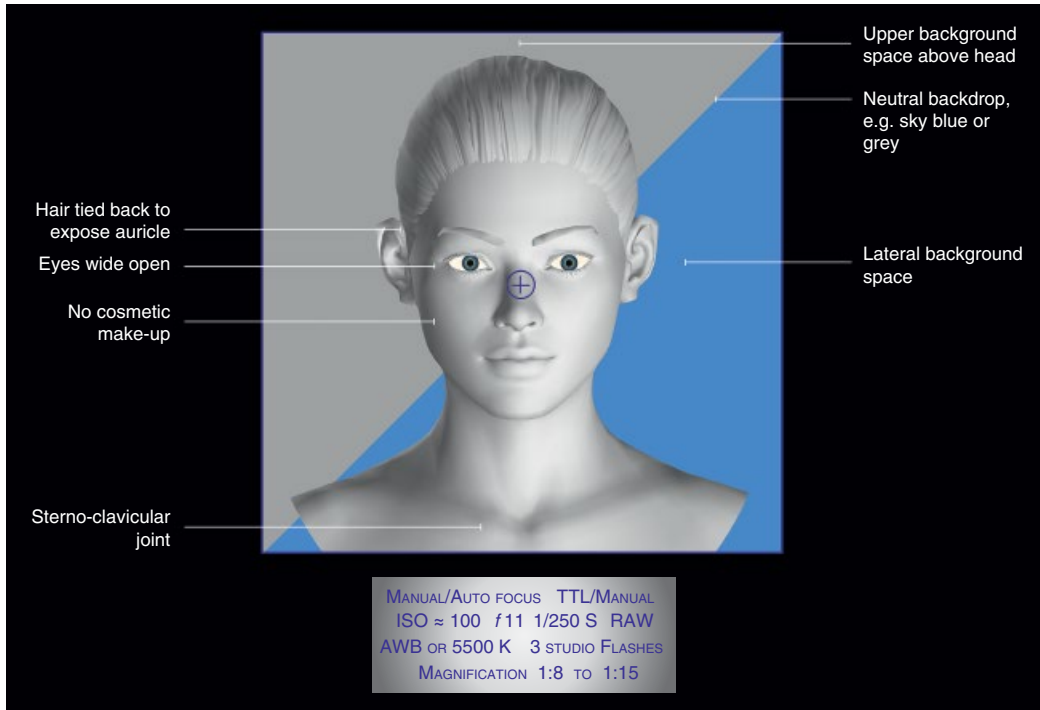 Upper background
space above head
Neutral backdrop,
e.g. sky blue or
grey
Hair tied back to
expose auricle
Eyes wide open
Lateral background
space
No cosmetic
make-up
Sterno-clavicular
joint
Manual/Auto focus TTL/Manual
ISO ≈ 100 f11 1/250 S RAW
AWB or 5500 K 3 studio Flashes
Magnification 1:8 to 1:15